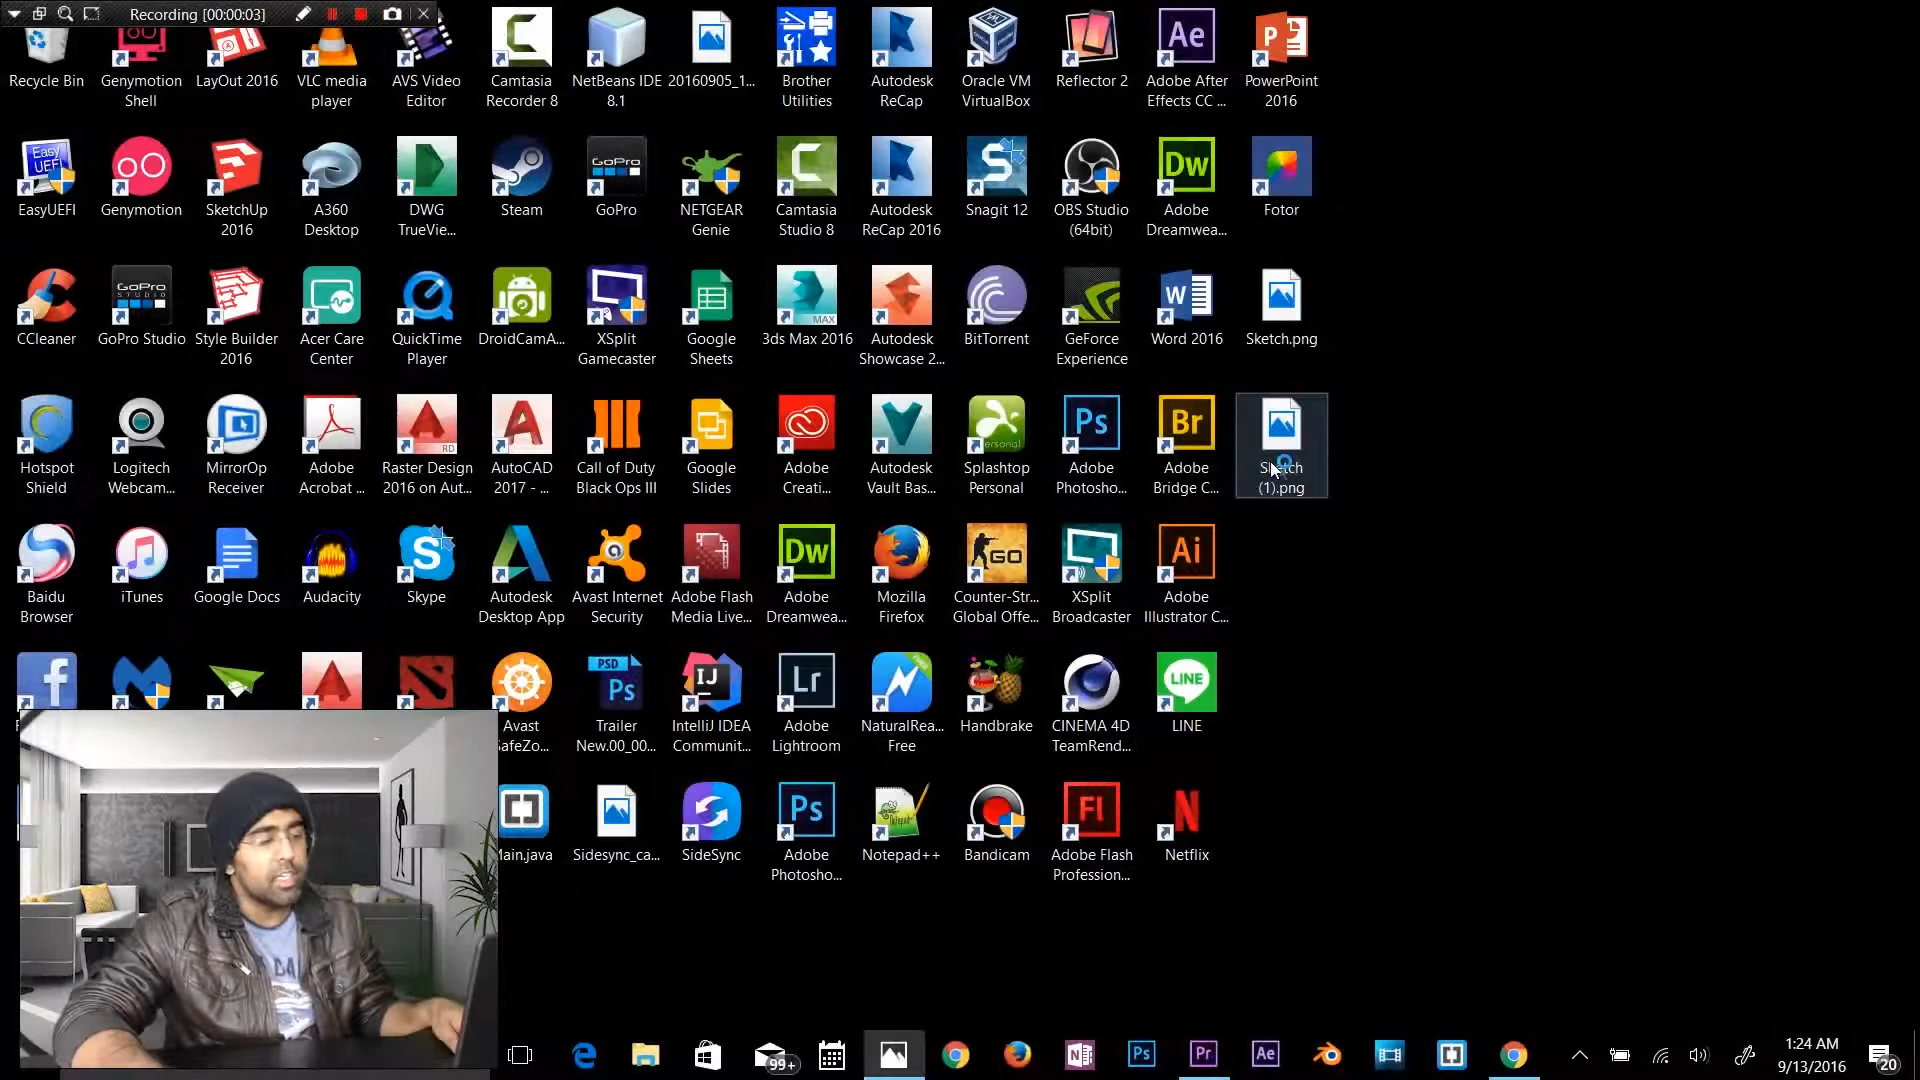 Recording [00:00:03]
Recycle Bin
Genymotion
Shell
LayOut 2016
VLC media
player
AVS Video
Editor
Camtasia
Recorder 8
NetBeans IDE
8.1
20160905_1...
Brother
Utilities
Autodesk
ReCap
Oracle VM
VirtualBox
Reflector 2
Adobe After
Effects CC ...
PowerPoint
2016
EasyUEFI
Genymotion
SketchUp
2016
A360
Desktop
DWG
TrueVie...
Steam
GoPro
NETGEAR
Genie
Camtasia
Studio 8
Autodesk
ReCap 2016
Snagit 12
OBS Studio
(64bit)
Adobe
Dreamwea...
Fotor
CCleaner
GoPro Studio
Style Builder
2016
Acer Care
Center
QuickTime
Player
DroidCamA...
XSplit
Gamecaster
Google
Sheets
3ds Max 2016
Autodesk
Showcase 2...
BitTorrent
GeForce
Experience
Word 2016
Sketch.png
Hotspot
Shield
Logitech
Webcam...
MirrorOp
Receiver
Adobe
Acrobat ...
Raster Design
2016 on Aut...
AutoCAD
2017 - ...
Call of Duty
Black Ops III
Google
Slides
Adobe
Creati...
Autodesk
Vault Bas...
Splashtop
Personal
Adobe
Photosho...
Adobe
Bridge C...
Sketch
(1).png
Baidu
Browser
iTunes
Google Docs
Audacity
Skype
Autodesk
Desktop App
Avast Internet
Security
Adobe Flash
Media Live...
Adobe
Dreamwea...
Mozilla
Firefox
Counter-Str...
Global Offe...
XSplit
Broadcaster
Adobe
Illustrator C...
Avast
SafeZo...
Trailer
New.00_00...
IntelliJ IDEA
Communit...
Adobe
Lightroom
NaturalRea...
Free
Handbrake
CINEMA 4D
TeamRend...
LINE
Main.java
Sidesync_ca...
SideSync
Adobe
Photosho...
Notepad++
Bandicam
Adobe Flash
Profession...
Netflix
99+
1:24 AM
9/13/2016
20